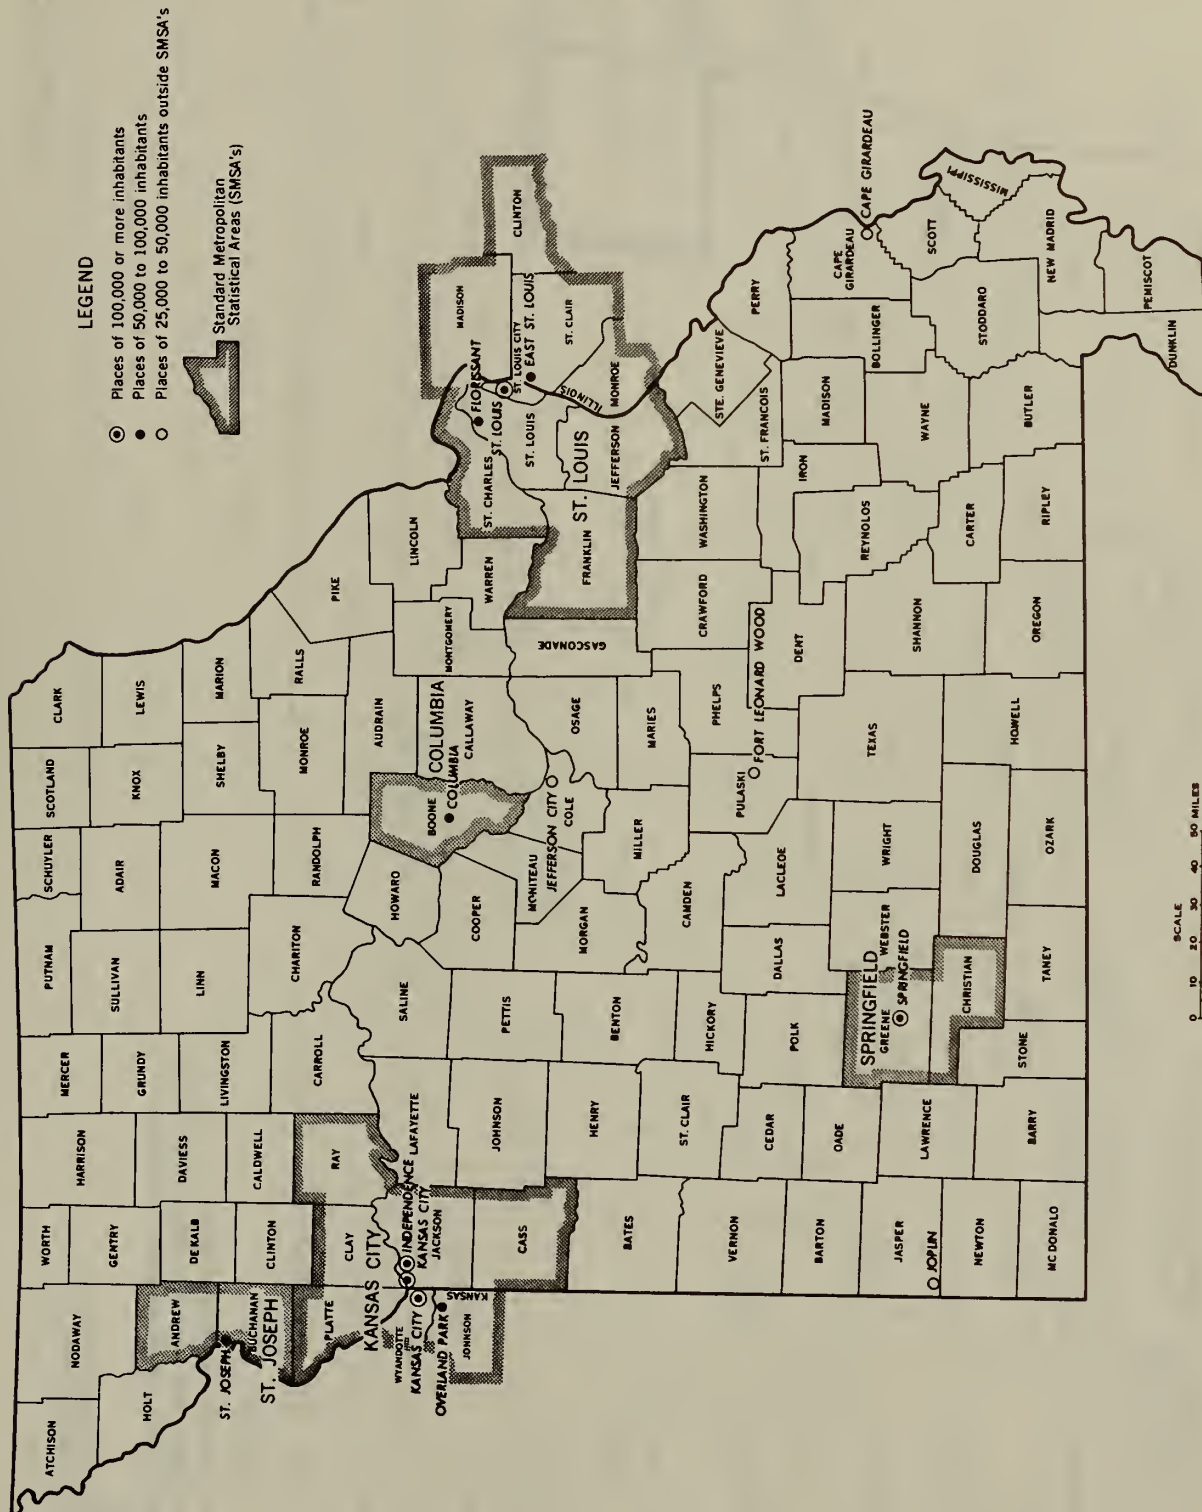 LEGEND
Places of 100,000 or more inhabitants
Places of 50,000 to 100,000 inhabitants
Places of 25,000 to 50,000 inhabitants outside SMSA's
Standard Metropolitan
Statistical Areas (SMSA's)
ATCHISON
NODAWAY
WORTH
HARRISON
MERCER
PUTNAM
SCHUYLER
SCOTLAND
CLARK
HOLT
GENTRY
GRUNDY
SULLIVAN
ADAIR
KNOX
LEWIS
ANDREW
DE KALB
DAVIESS
LIVINGSTON
LINN
MACON
SHELBY
MARION
ST. JOSEPH
BUCHANAN
ST. JOSEPH
CLINTON
CALDWELL
CARROLL
CHARITON
RANDOLPH
MONROE
RALLS
PIKE
PLATTE
CLAY
RAY
KANSAS CITY
SALINE
HOWARO
BOONE
COLUMBIA
COLUMBIA
AUDRAIN
CALLAWAY
MONTGOMERY
LINCOLN
WARREN
ST. CHARLES
WYANDOTTE
KANSAS CITY
OVERLAND PARK
JOHNSON
KANSAS
INDEPENDENCE
KANSAS CITY
JACKSON
LAFAYETTE
JOHNSON
PETTIS
COOPER
MONITEAU
JEFFERSON CITY
COLE
OSAGE
GASCONADE
FRANKLIN
ST. LOUIS
JEFFERSON
ST. LOUIS
ST. LOUIS
FLORISSANT
ST. LOUIS CITY
EAST ST. LOUIS
MADISON
CLINTON
ST. CLAIR
MONROE
ILLINOIS
CASS
HENRY
BENTON
MORGAN
MILLER
MARIES
BATES
ST. CLAIR
HICKORY
CAMDEN
PULASKI
PHELPS
FORT LEONARD WOOD
CRAWFORD
WASHINGTON
STE. GENEVIEVE
ST. FRANCOIS
PERRY
VERNON
CEDAR
POLK
DALLAS
LACLEOE
TEXAS
DENT
IRON
MADISON
BOLLINGER
CAPE
GIRARDEAU
CAPE GIRARDEAU
BARTON
OADE
SPRINGFIELD
GREENE
SPRINGFIELD
WEBSTER
WRIGHT
SHANNON
REYNOLOS
WAYNE
STODDARO
SCOTT
MISSISSIPPI
JASPER
JOPLIN
LAWRENCE
CHRISTIAN
DOUGLAS
HOWELL
OREGON
CARTER
RIPLEY
BUTLER
NEW MADRID
NEWTON
MC DONALO
BARRY
STONE
TANEY
OZARK
DUNKLIN
PEMISCOT
SCALE
0 10 20 30 40 50 MILES